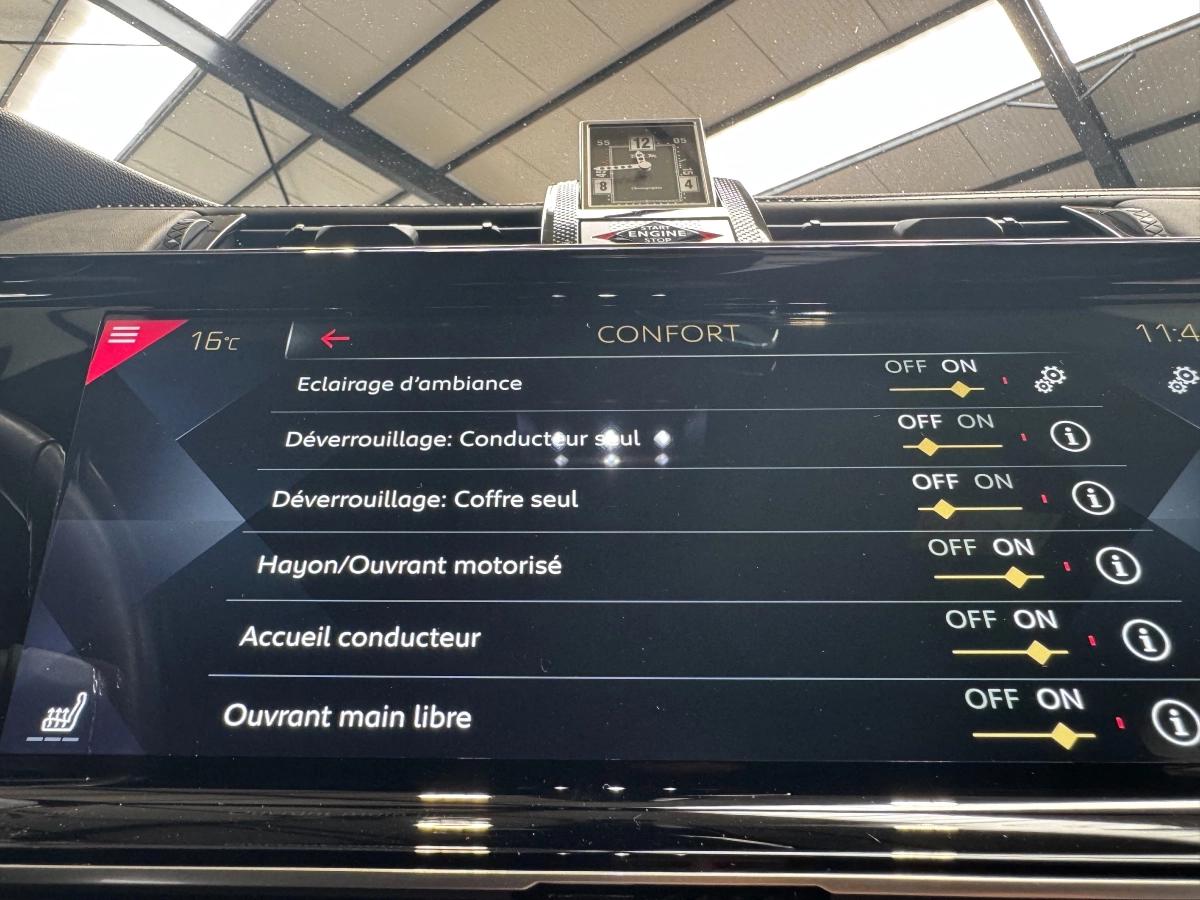 55 12 05
8 4
START
ENGINE
STOP
16°C CONFORT 11:4
Eclairage d'ambiance OFF ON
Déverrouillage: Conducteur seul OFF ON
Déverrouillage: Coffre seul OFF ON
Hayon/Ouvrant motorisé OFF ON
Accueil conducteur OFF ON
Ouvrant main libre OFF ON